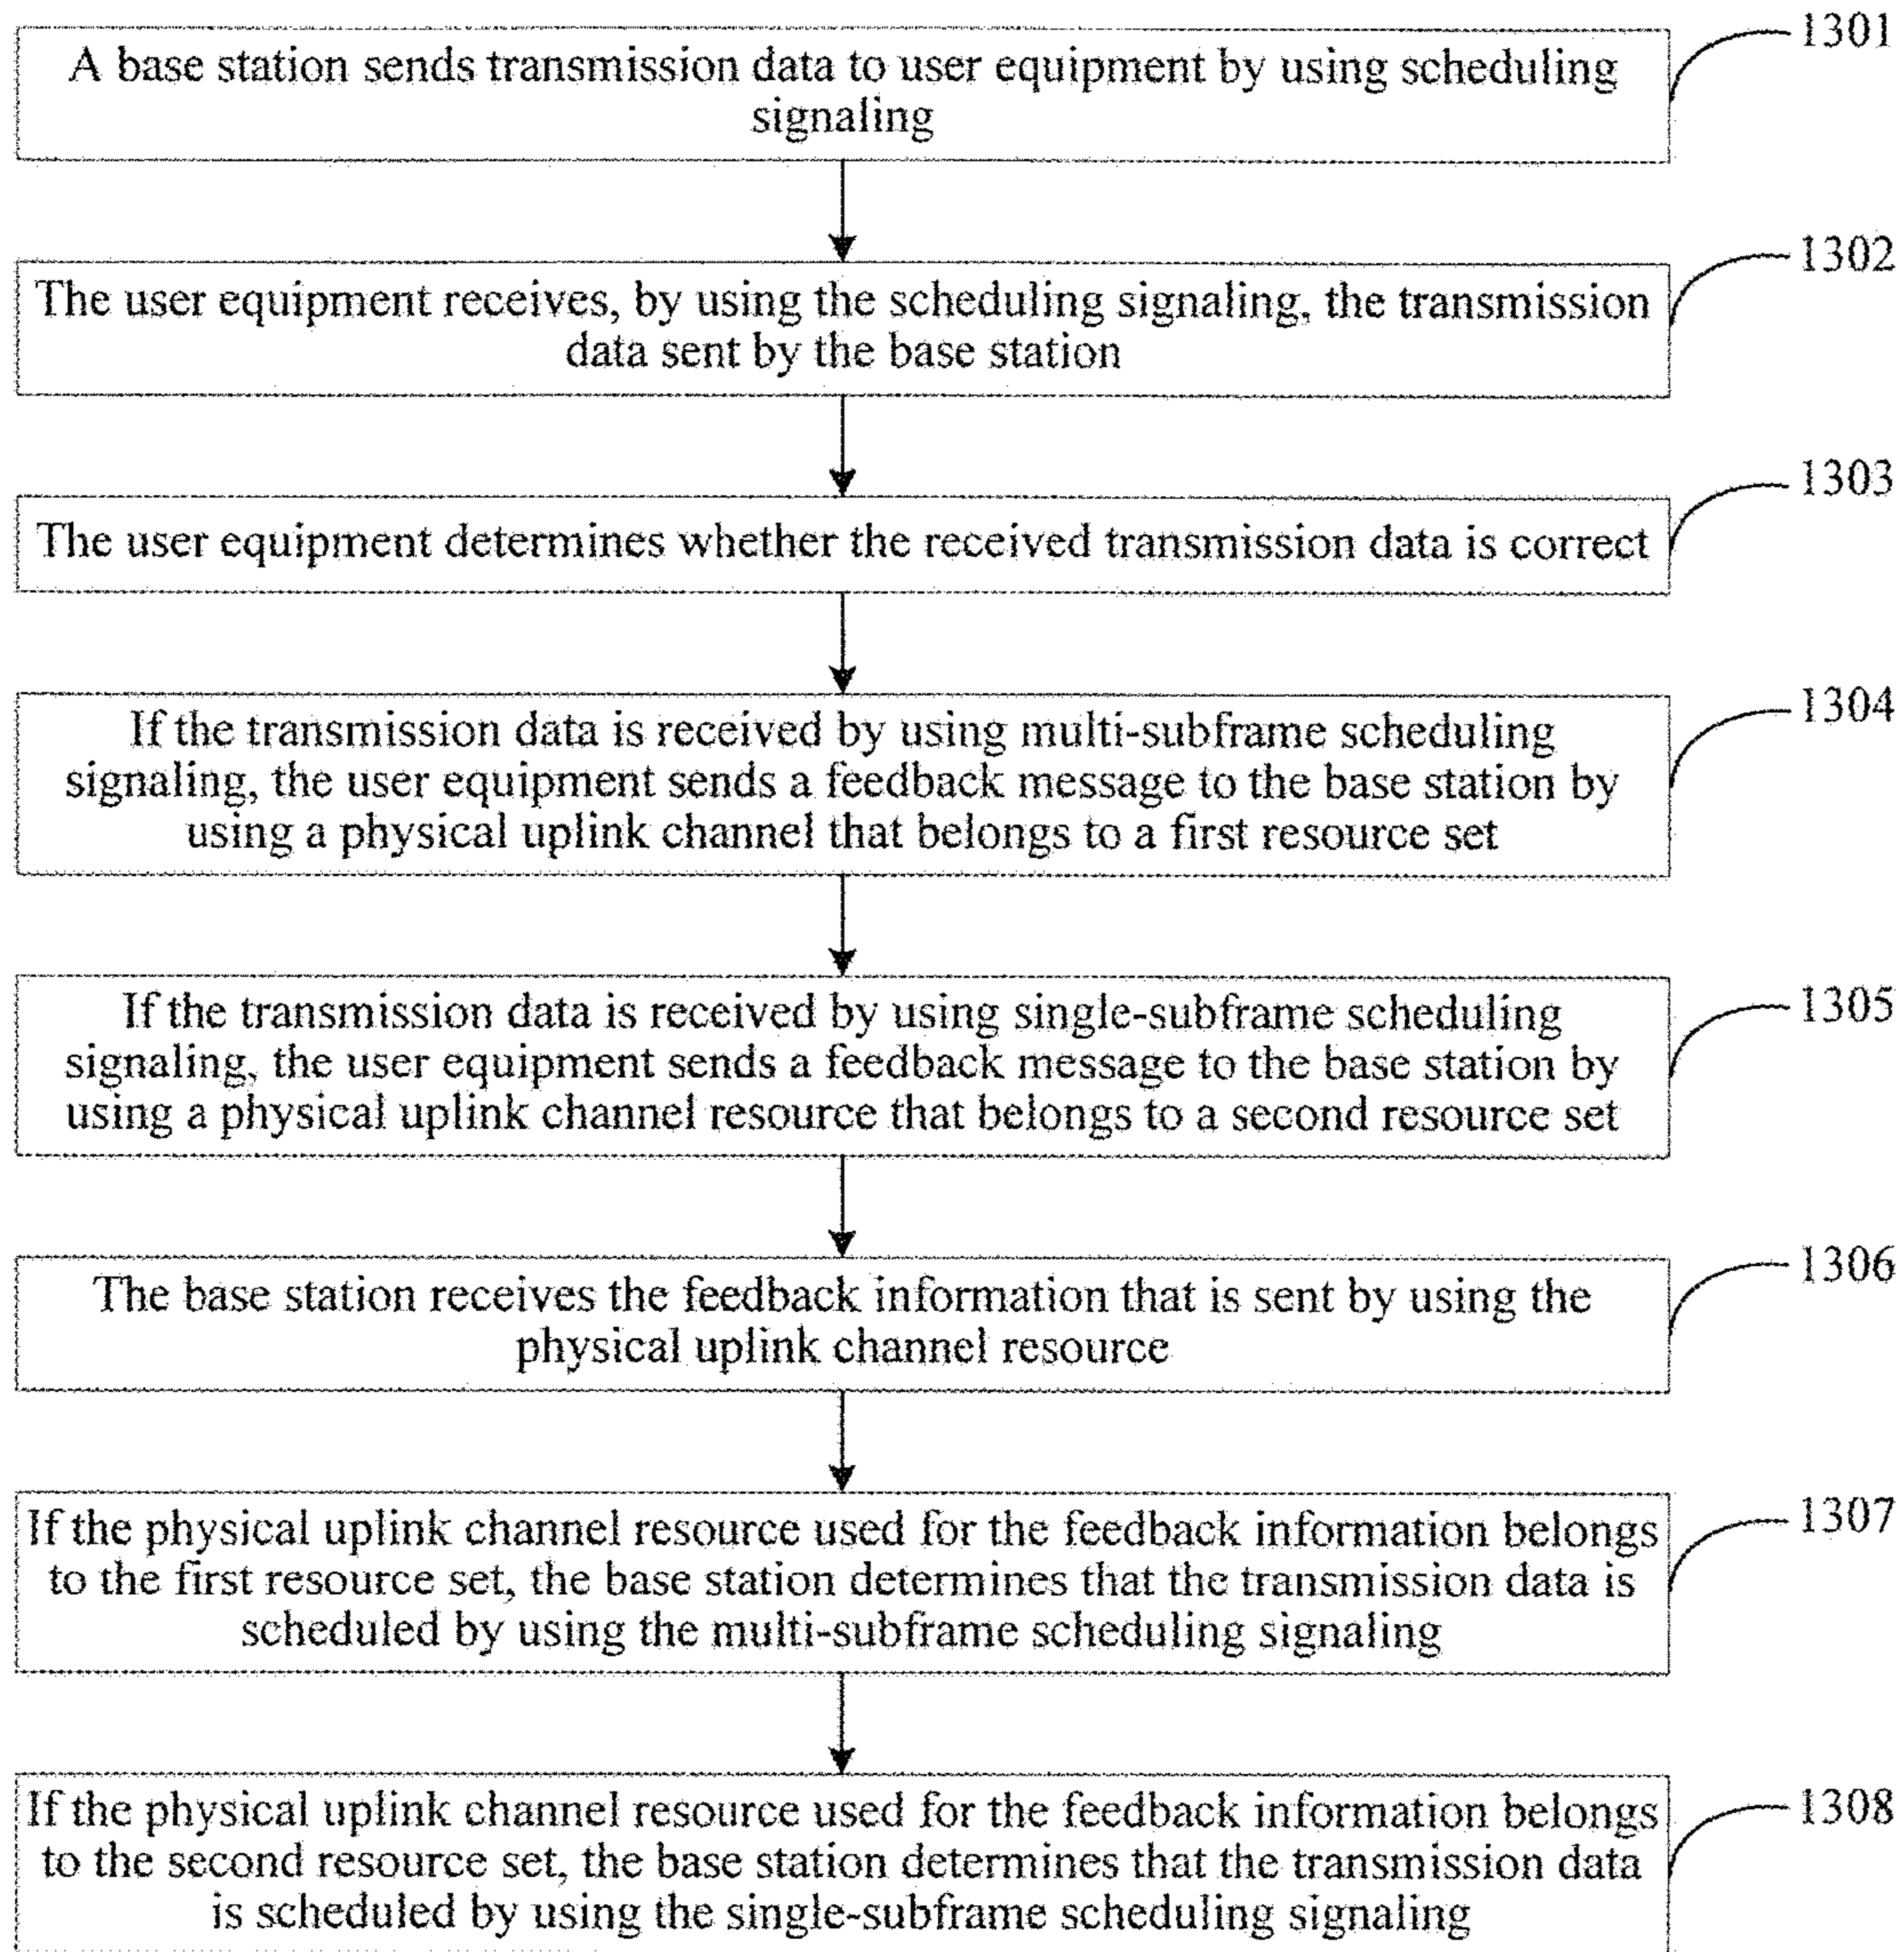 1301
A base station sends transmission data to user equipment by using scheduling
signaling
1302
The user equipment receives, by using the scheduling signaling, the transmission
data sent by the base station
1303
The user equipment determines whether the received transmission data is correct
1304
If the transmission data is received by using multi-subframe scheduling
signaling, the user equipment sends a feedback message to the base station by
using a physical uplink channel that belongs to a first resource set
1305
If the transmission data is received by using single-subframe scheduling
signaling, the user equipment sends a feedback message to the base station by
using a physical uplink channel resource that belongs to a second resource set
1306
The base station receives the feedback information that is sent by using the
physical uplink channel resource
1307
If the physical uplink channel resource used for the feedback information belongs
to the first resource set, the base station determines that the transmission data is
scheduled by using the multi-subframe scheduling signaling
1308
If the physical uplink channel resource used for the feedback information belongs
to the second resource set, the base station determines that the transmission data
is scheduled by using the single-subframe scheduling signaling